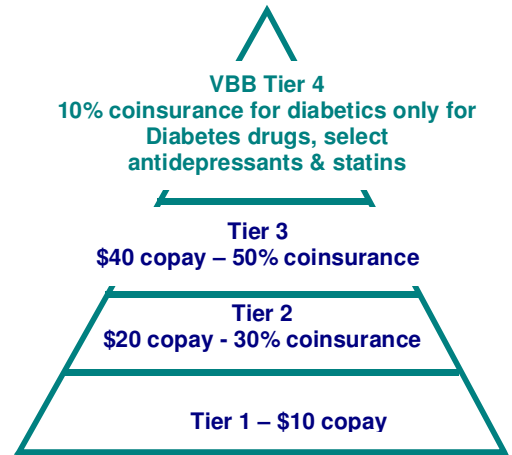 VBB Tier 4
10% coinsurance for diabetics only for
Diabetes drugs, select
antidepressants & statins
Tier 3
$40 copay – 50% coinsurance
Tier 2
$20 copay - 30% coinsurance
Tier 1 – $10 copay